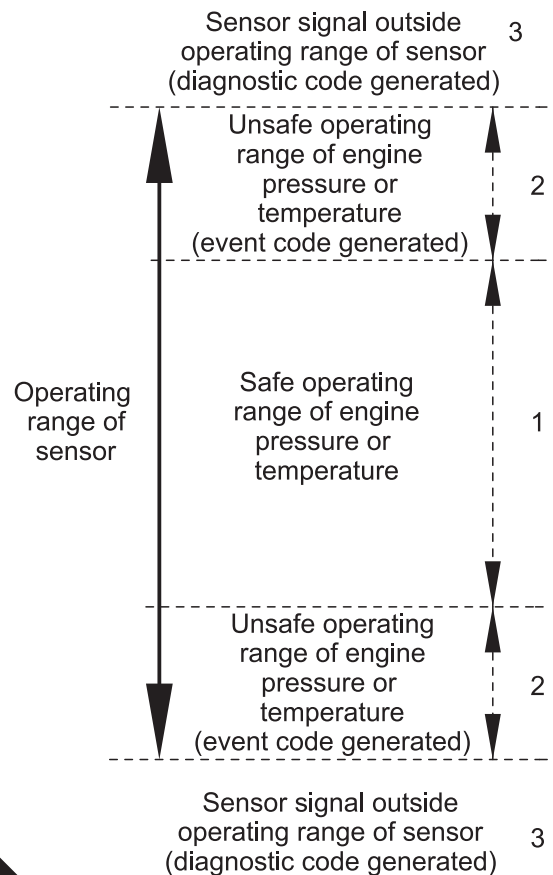 Sensor signal outside
operating range of sensor
(diagnostic code generated)
3
Unsafe operating
range of engine
pressure or
temperature
(event code generated)
2
Operating
range of
sensor
Safe operating
range of engine
pressure or
temperature
1
Unsafe operating
range of engine
pressure or
temperature
(event code generated)
2
Sensor signal outside
operating range of sensor
(diagnostic code generated)
3